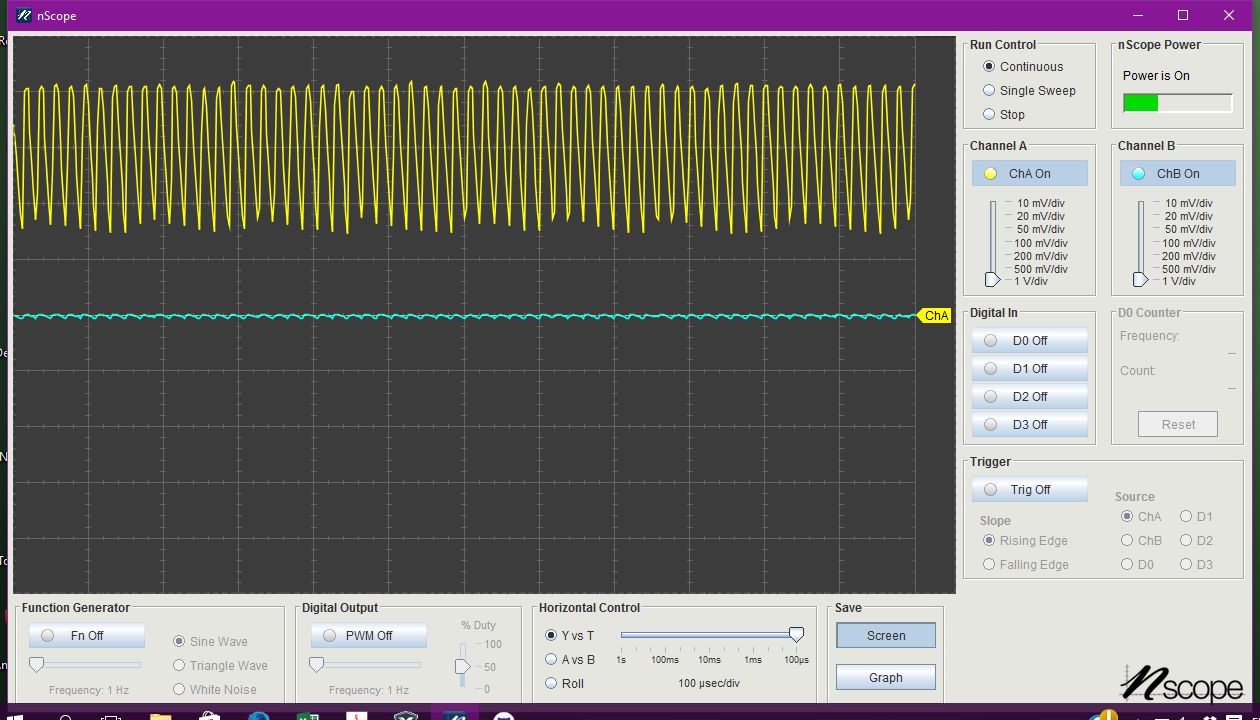 nScope
Run Control
Continuous
Single Sweep
Stop
nScope Power
Power is On
Channel A
ChA On
10 mV/div
20 mV/div
50 mV/div
100 mV/div
200 mV/div
500 mV/div
1 V/div
Channel B
ChB On
10 mV/div
20 mV/div
50 mV/div
100 mV/div
200 mV/div
500 mV/div
1 V/div
ChA
Digital In
D0 Off
D1 Off
D2 Off
D3 Off
D0 Counter
Frequency:
--
Count:
--
Reset
Trigger
Trig Off
Slope
Rising Edge
Falling Edge
Source
ChA
D1
ChB
D2
D0
D3
Function Generator
Fn Off
Sine Wave
Triangle Wave
White Noise
Frequency: 1 Hz
Digital Output
PWM Off
% Duty
100
50
0
Frequency: 1 Hz
Horizontal Control
Y vs T
A vs B
Roll
1s 100ms 10ms 1ms 100µs
100 µsec/div
Save
Screen
Graph
nscope